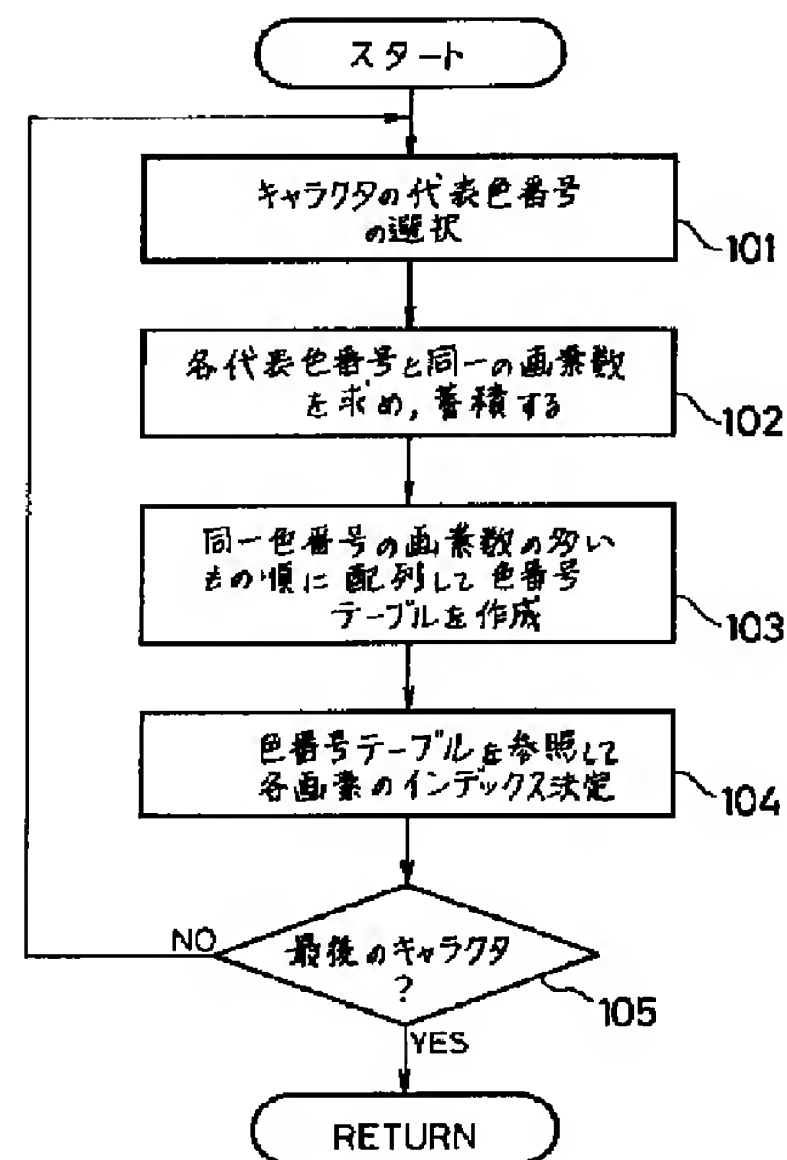 スタート
キャラクタの代表色番号
の選択
101
各代表色番号と同一の画素数
を求め,蓄積する
102
同一色番号の画素数の多い
もの順に配列して色番号
テーブルを作成
103
色番号テーブルを参照して
各画素のインデックス決定
104
最後のキャラクタ
?
105
NO
YES
RETURN